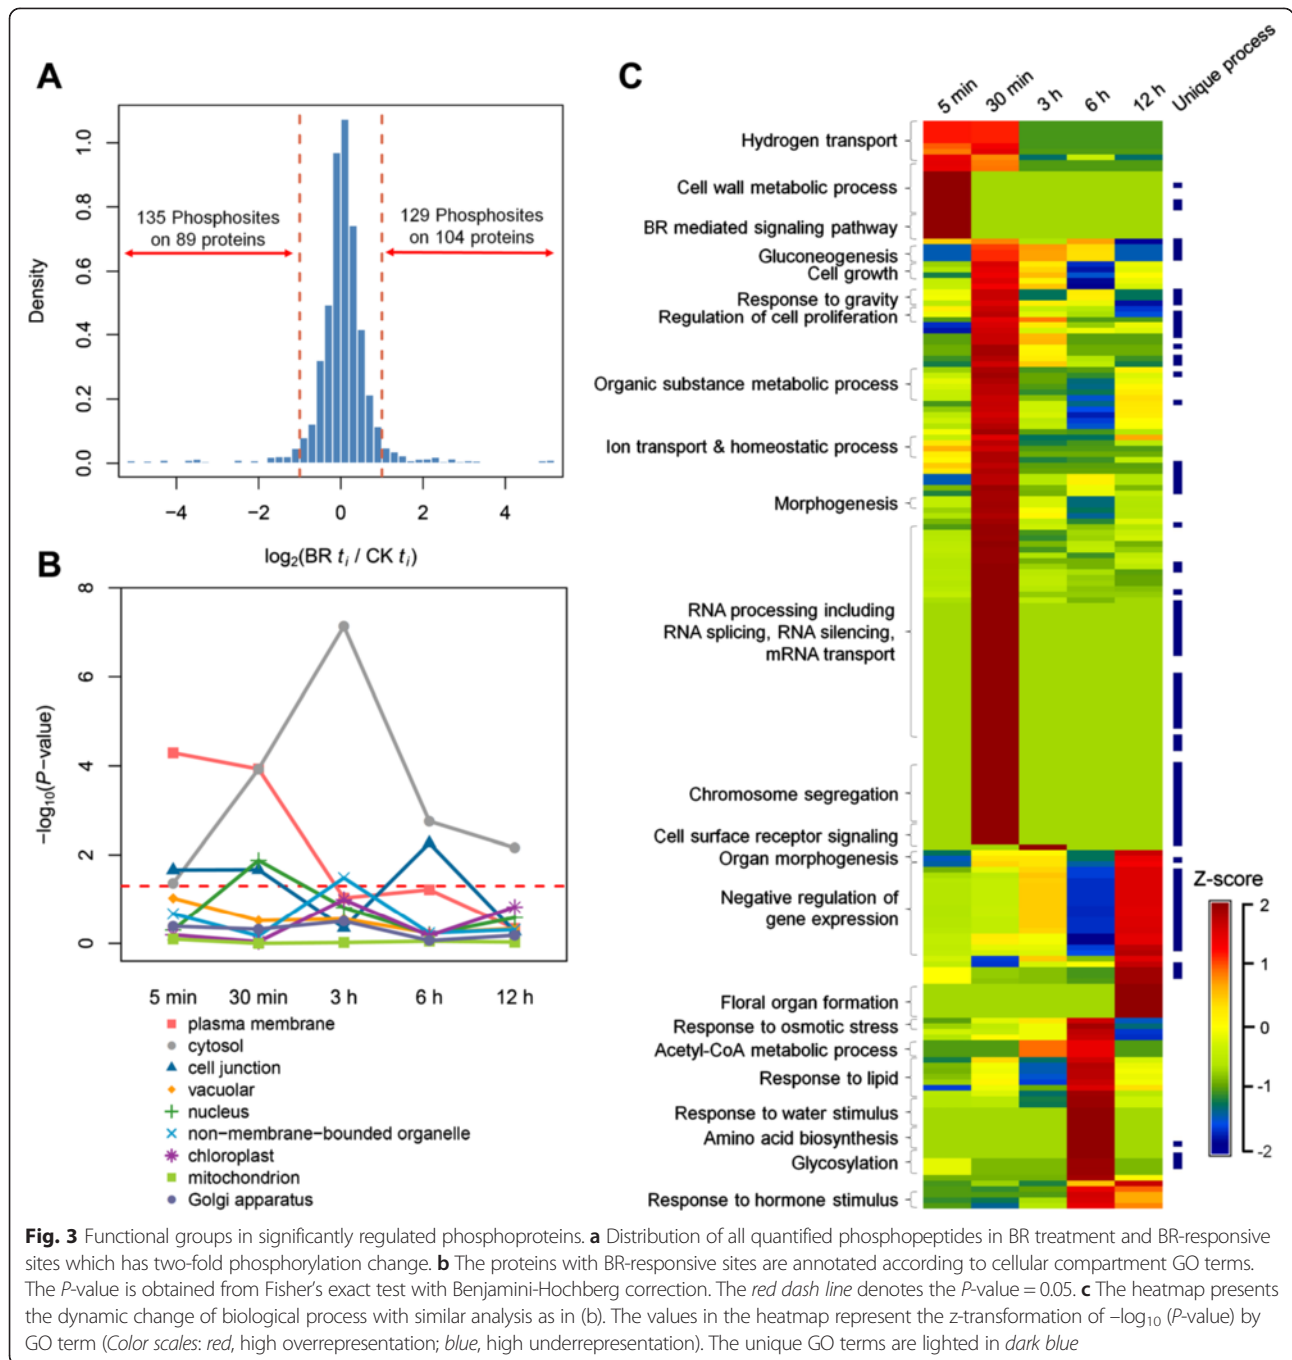 A
1.0
0.8
0.6
0.4
0.2
0.0
Density
135 Phosphosites
on 89 proteins
129 Phosphosites
on 104 proteins
−4
−2
0
2
4
log₂(BR tᵢ / CK tᵢ)
B
8
6
4
2
0
−log₁₀(P−value)
5 min
30 min
3 h
6 h
12 h
plasma membrane
cytosol
cell junction
vacuolar
nucleus
non−membrane−bounded organelle
chloroplast
mitochondrion
Golgi apparatus
C
5 min
30 min
3 h
6 h
12 h
Unique process
Hydrogen transport
Cell wall metabolic process
BR mediated signaling pathway
Gluconeogenesis
Cell growth
Response to gravity
Regulation of cell proliferation
Organic substance metabolic process
Ion transport & homeostatic process
Morphogenesis
RNA processing including
RNA splicing, RNA silencing,
mRNA transport
Chromosome segregation
Cell surface receptor signaling
Organ morphogenesis
Negative regulation of
gene expression
Floral organ formation
Response to osmotic stress
Acetyl-CoA metabolic process
Response to lipid
Response to water stimulus
Amino acid biosynthesis
Glycosylation
Response to hormone stimulus
Z-score
2
1
0
-1
-2
Fig. 3 Functional groups in significantly regulated phosphoproteins. a Distribution of all quantified phosphopeptides in BR treatment and BR-responsive
sites which has two-fold phosphorylation change. b The proteins with BR-responsive sites are annotated according to cellular compartment GO terms.
The P-value is obtained from Fisher's exact test with Benjamini-Hochberg correction. The red dash line denotes the P-value = 0.05. c The heatmap presents
the dynamic change of biological process with similar analysis as in (b). The values in the heatmap represent the z-transformation of −log₁₀ (P-value) by
GO term (Color scales: red, high overrepresentation; blue, high underrepresentation). The unique GO terms are lighted in dark blue